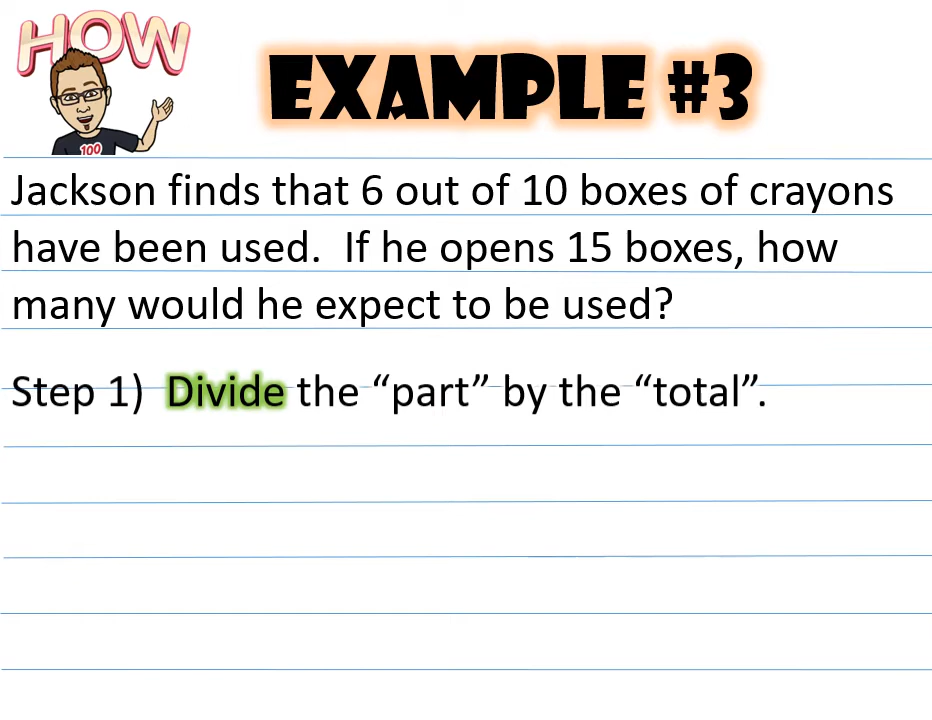 HOW
EXAMPLE #3
100
Jackson finds that 6 out of 10 boxes of crayons
have been used.  If he opens 15 boxes, how
many would he expect to be used?
Step 1)  Divide the “part” by the “total”.